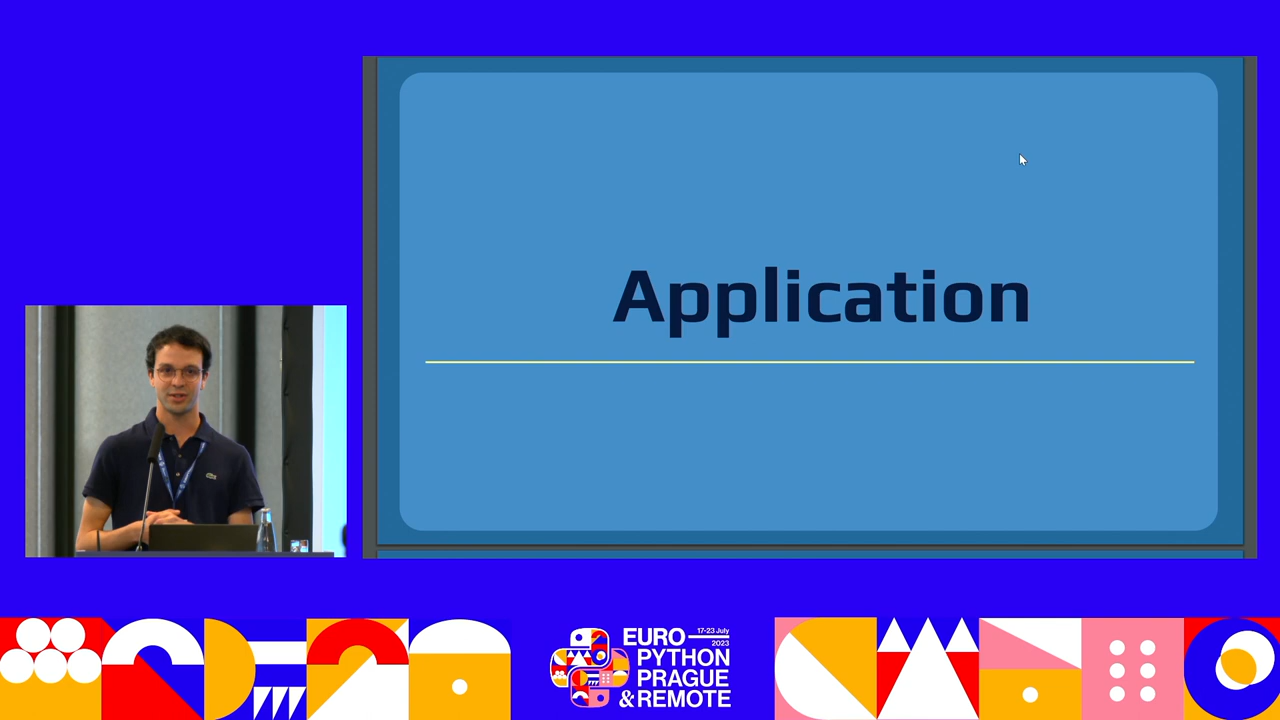 Application
17-23 July
2023
EURO
PYTHON
PRAGUE
& REMOTE